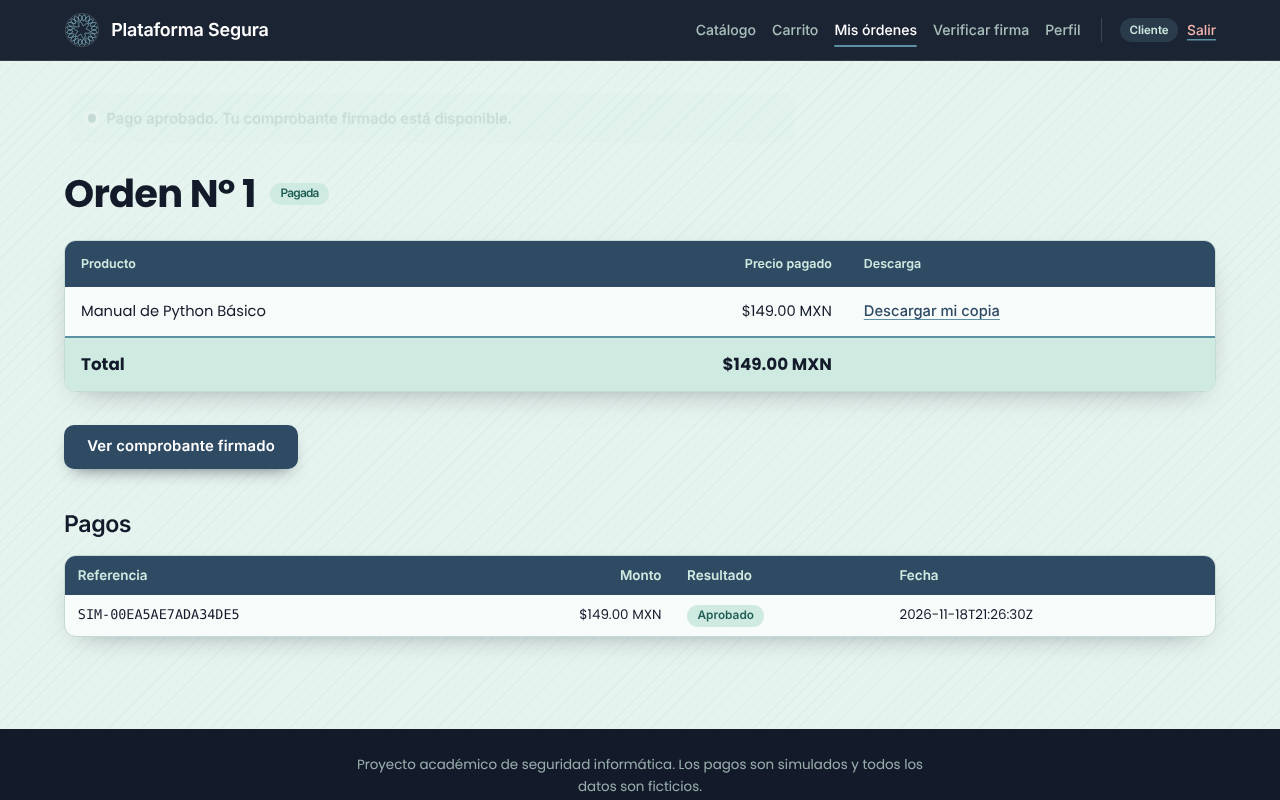 Plataforma Segura
Catálogo Carrito Mis órdenes Verificar firma Perfil Cliente Salir
Pago aprobado. Tu comprobante firmado está disponible.
Orden Nº 1 Pagada
Producto Precio pagado Descarga
Manual de Python Básico $149.00 MXN Descargar mi copia
Total $149.00 MXN
Ver comprobante firmado
Pagos
Referencia Monto Resultado Fecha
SIM-00EA5AE7ADA34DE5 $149.00 MXN Aprobado 2026-11-18T21:26:30Z
Proyecto académico de seguridad informática. Los pagos son simulados y todos los
datos son ficticios.